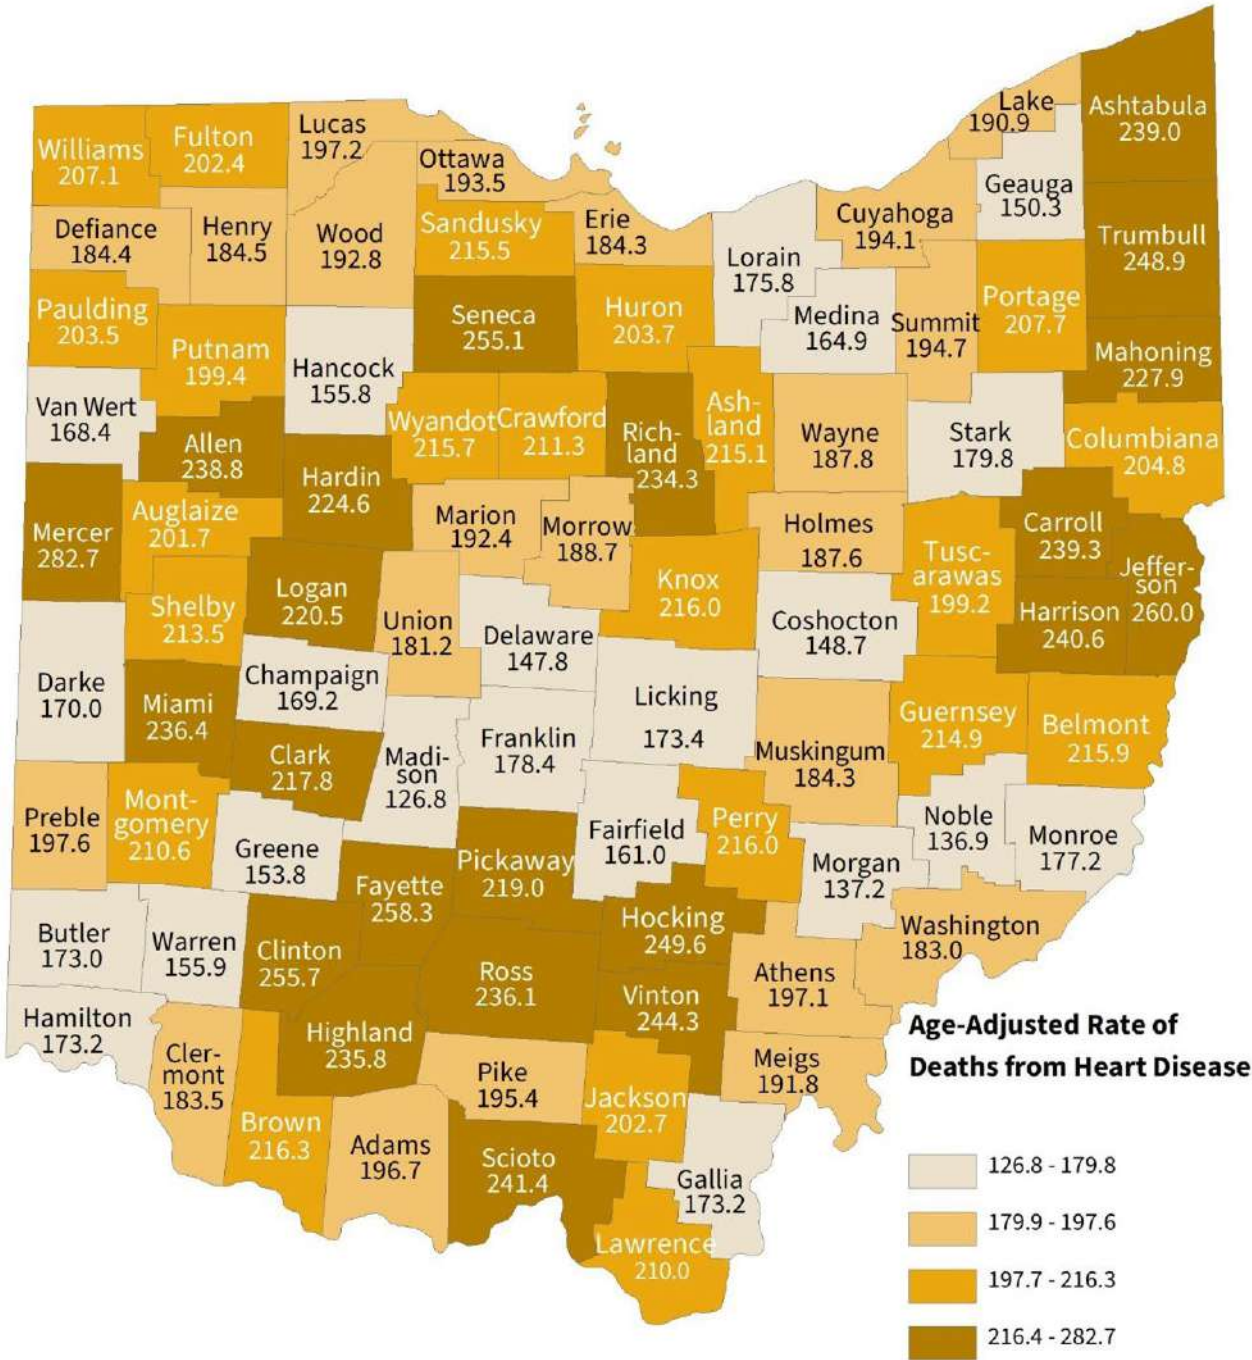 Lake
190.9
Ashtabula
239.0
Lucas
197.2
Fulton
202.4
Williams
207.1
Ottawa
193.5
Geauga
150.3
Defiance
184.4
Henry
184.5
Wood
192.8
Sandusky
215.5
Erie
184.3
Cuyahoga
194.1
Trumbull
248.9
Lorain
175.8
Paulding
203.5
Seneca
255.1
Huron
203.7
Medina
164.9
Summit
194.7
Portage
207.7
Putnam
199.4
Hancock
155.8
Mahoning
227.9
Van Wert
168.4
Wyandot
215.7
Crawford
211.3
Rich-
land
234.3
Ash-
land
215.1
Wayne
187.8
Stark
179.8
Columbiana
204.8
Allen
238.8
Hardin
224.6
Mercer
282.7
Auglaize
201.7
Marion
192.4
Morrow
188.7
Holmes
187.6
Carroll
239.3
Tusc-
arawas
199.2
Jeffer-
son
260.0
Logan
220.5
Knox
216.0
Shelby
213.5
Union
181.2
Delaware
147.8
Coshocton
148.7
Harrison
240.6
Darke
170.0
Champaign
169.2
Miami
236.4
Licking
173.4
Guernsey
214.9
Belmont
215.9
Clark
217.8
Madi-
son
126.8
Franklin
178.4
Muskingum
184.3
Preble
197.6
Mont-
gomery
210.6
Greene
153.8
Fairfield
161.0
Perry
216.0
Noble
136.9
Monroe
177.2
Pickaway
219.0
Morgan
137.2
Fayette
258.3
Hocking
249.6
Washington
183.0
Butler
173.0
Warren
155.9
Clinton
255.7
Ross
236.1
Athens
197.1
Vinton
244.3
Hamilton
173.2
Highland
235.8
Cler-
mont
183.5
Pike
195.4
Meigs
191.8
Jackson
202.7
Brown
216.3
Adams
196.7
Scioto
241.4
Gallia
173.2
Lawrence
210.0
Age-Adjusted Rate of
Deaths from Heart Disease
126.8 - 179.8
179.9 - 197.6
197.7 - 216.3
216.4 - 282.7